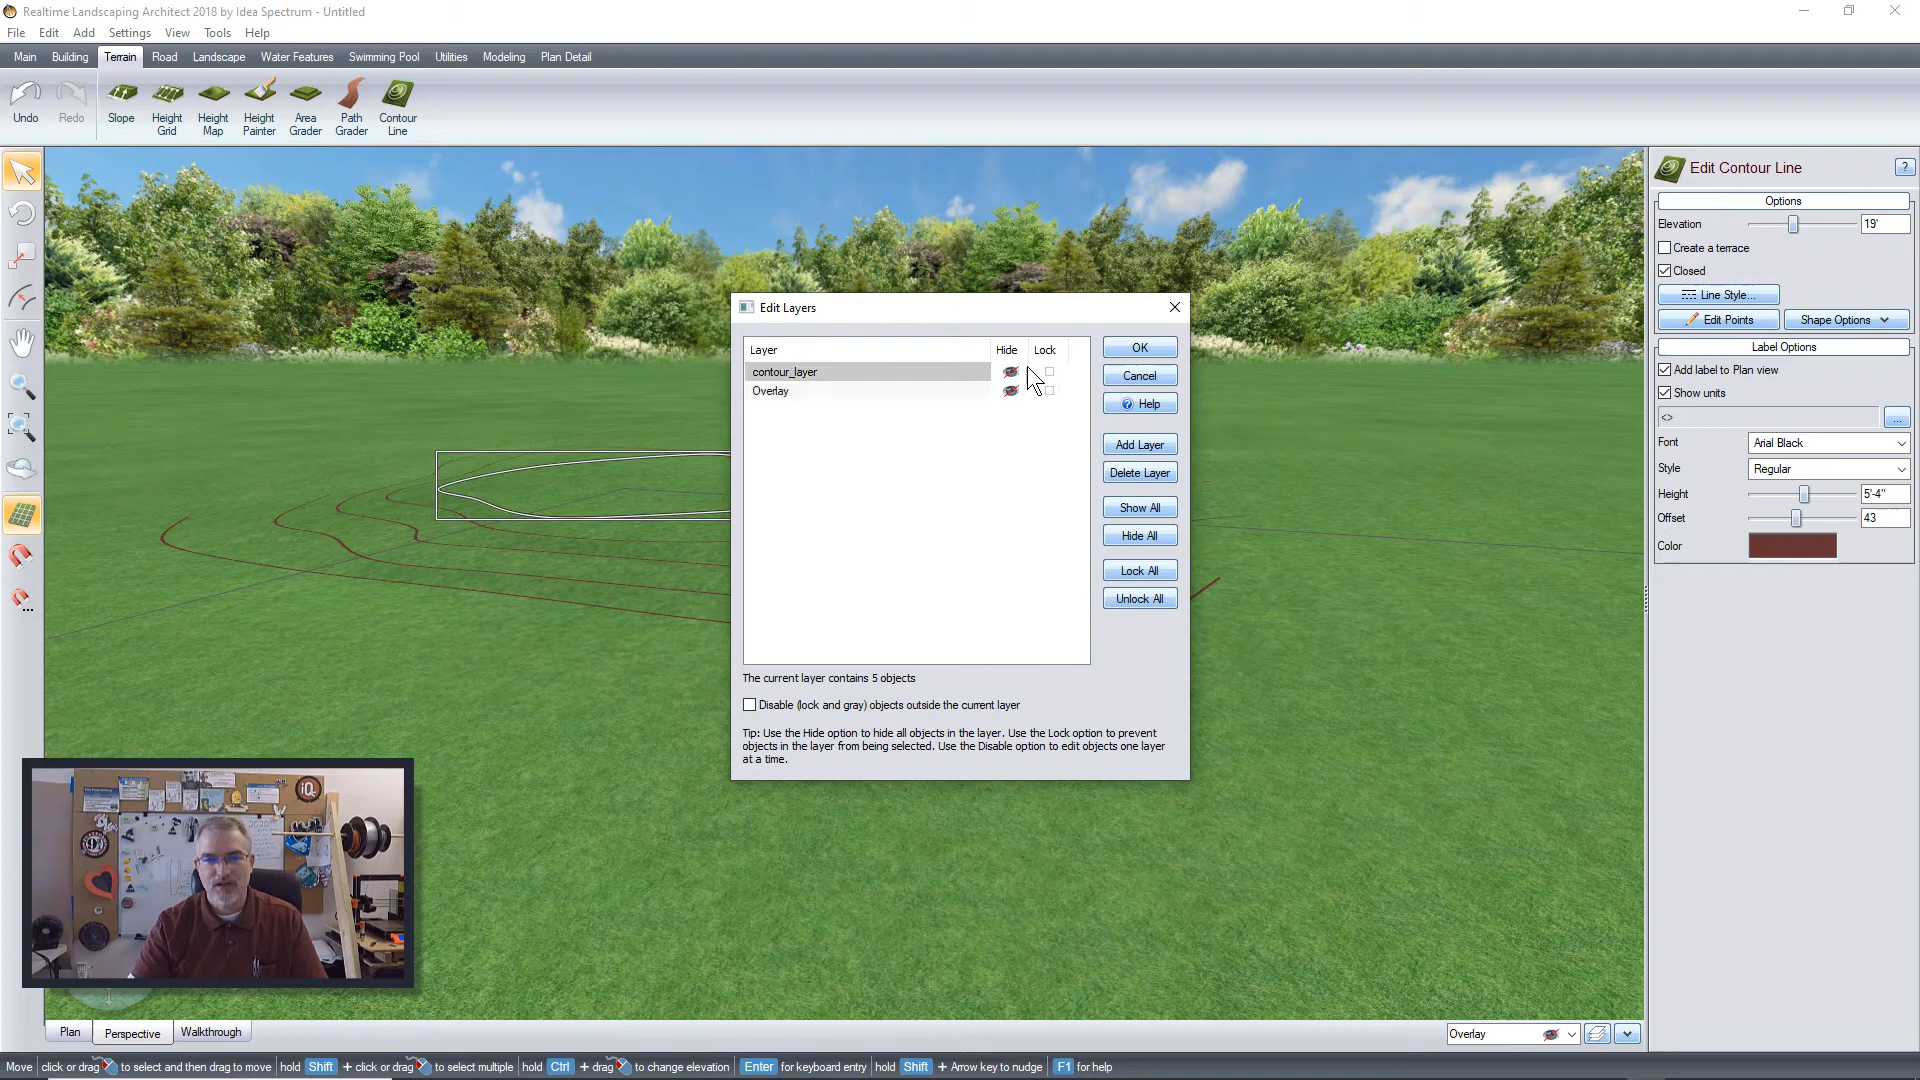 Realtime Landscaping Architect 2018 by Idea Spectrum - Untitled
File Edit Add Settings View Tools Help
Main Building Terrain Road Landscape Water Features Swimming Pool Utilities Modeling Plan Detail
Undo Redo Slope Height Grid Height Map Height Painter Area Grader Path Grader Contour Line
Edit Contour Line ?
Options
Elevation 19'
Create a terrace
Closed
Line Style...
Edit Points Shape Options
Label Options
Add label to Plan view
Show units
<> ...
Font Arial Black
Style Regular
Height 5'-4"
Offset 43
Color
Edit Layers
Layer Hide Lock
contour_layer
Overlay
OK
Cancel
Help
Add Layer
Delete Layer
Show All
Hide All
Lock All
Unlock All
The current layer contains 5 objects
Disable (lock and gray) objects outside the current layer
Tip: Use the Hide option to hide all objects in the layer. Use the Lock option to prevent
objects in the layer from being selected. Use the Disable option to edit objects one layer
at a time.
iQ
Plan Perspective Walkthrough
Overlay
Move click or drag to select and then drag to move hold Shift + click or drag to select multiple hold Ctrl + drag to change elevation Enter for keyboard entry hold Shift + Arrow key to nudge F1 for help